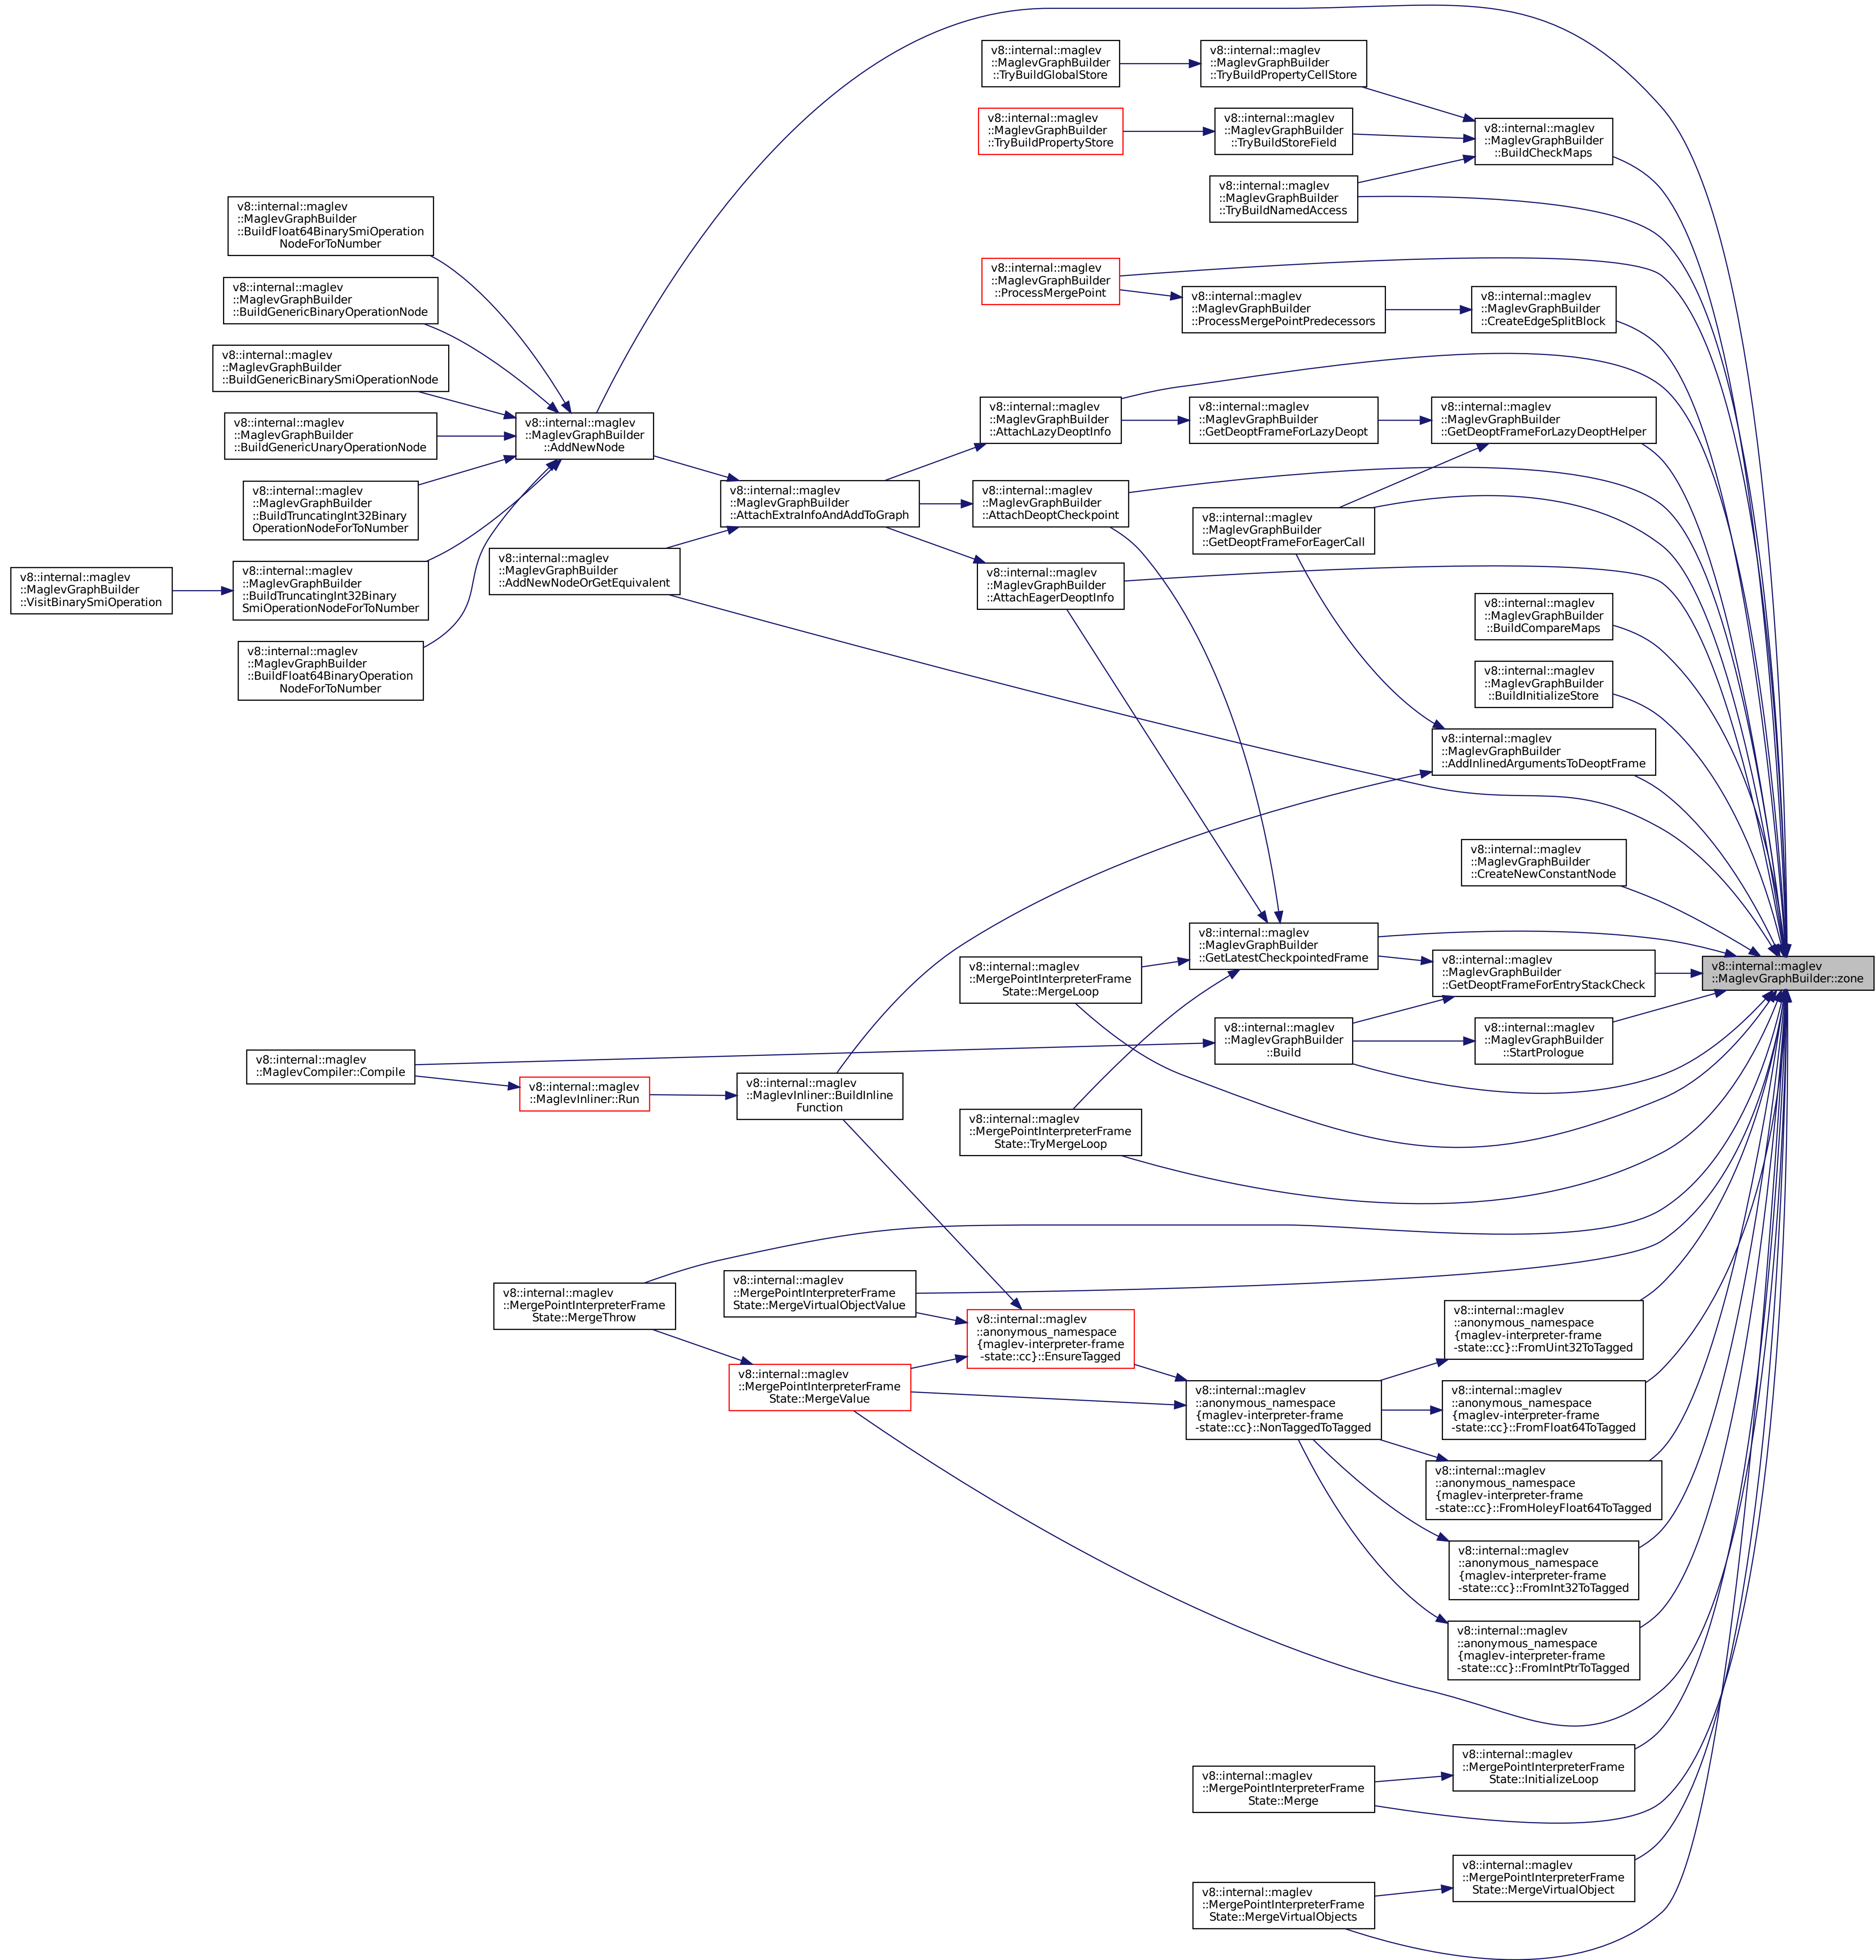 v8::internal::maglev
::MaglevGraphBuilder
::TryBuildGlobalStore
v8::internal::maglev
::MaglevGraphBuilder
::TryBuildPropertyCellStore
v8::internal::maglev
::MaglevGraphBuilder
::TryBuildPropertyStore
v8::internal::maglev
::MaglevGraphBuilder
::TryBuildStoreField
v8::internal::maglev
::MaglevGraphBuilder
::BuildCheckMaps
v8::internal::maglev
::MaglevGraphBuilder
::TryBuildNamedAccess
v8::internal::maglev
::MaglevGraphBuilder
::BuildFloat64BinarySmiOperation
NodeForToNumber
v8::internal::maglev
::MaglevGraphBuilder
::ProcessMergePoint
v8::internal::maglev
::MaglevGraphBuilder
::ProcessMergePointPredecessors
v8::internal::maglev
::MaglevGraphBuilder
::CreateEdgeSplitBlock
v8::internal::maglev
::MaglevGraphBuilder
::BuildGenericBinaryOperationNode
v8::internal::maglev
::MaglevGraphBuilder
::BuildGenericBinarySmiOperationNode
v8::internal::maglev
::MaglevGraphBuilder
::BuildGenericUnaryOperationNode
v8::internal::maglev
::MaglevGraphBuilder
::AddNewNode
v8::internal::maglev
::MaglevGraphBuilder
::AttachLazyDeoptInfo
v8::internal::maglev
::MaglevGraphBuilder
::GetDeoptFrameForLazyDeopt
v8::internal::maglev
::MaglevGraphBuilder
::GetDeoptFrameForLazyDeoptHelper
v8::internal::maglev
::MaglevGraphBuilder
::BuildTruncatingInt32Binary
OperationNodeForToNumber
v8::internal::maglev
::MaglevGraphBuilder
::AttachExtraInfoAndAddToGraph
v8::internal::maglev
::MaglevGraphBuilder
::AttachDeoptCheckpoint
v8::internal::maglev
::MaglevGraphBuilder
::GetDeoptFrameForEagerCall
v8::internal::maglev
::MaglevGraphBuilder
::VisitBinarySmiOperation
v8::internal::maglev
::MaglevGraphBuilder
::BuildTruncatingInt32Binary
SmiOperationNodeForToNumber
v8::internal::maglev
::MaglevGraphBuilder
::AddNewNodeOrGetEquivalent
v8::internal::maglev
::MaglevGraphBuilder
::AttachEagerDeoptInfo
v8::internal::maglev
::MaglevGraphBuilder
::BuildCompareMaps
v8::internal::maglev
::MaglevGraphBuilder
::BuildFloat64BinaryOperation
NodeForToNumber
v8::internal::maglev
::MaglevGraphBuilder
::BuildInitializeStore
v8::internal::maglev
::MaglevGraphBuilder
::AddInlinedArgumentsToDeoptFrame
v8::internal::maglev
::MaglevGraphBuilder
::CreateNewConstantNode
v8::internal::maglev
::MaglevGraphBuilder
::GetLatestCheckpointedFrame
v8::internal::maglev
::MergePointInterpreterFrame
State::MergeLoop
v8::internal::maglev
::MaglevGraphBuilder
::GetDeoptFrameForEntryStackCheck
v8::internal::maglev
::MaglevGraphBuilder::zone
v8::internal::maglev
::MaglevGraphBuilder
::Build
v8::internal::maglev
::MaglevGraphBuilder
::StartPrologue
v8::internal::maglev
::MaglevCompiler::Compile
v8::internal::maglev
::MaglevInliner::Run
v8::internal::maglev
::MaglevInliner::BuildInline
Function
v8::internal::maglev
::MergePointInterpreterFrame
State::TryMergeLoop
v8::internal::maglev
::MergePointInterpreterFrame
State::MergeThrow
v8::internal::maglev
::MergePointInterpreterFrame
State::MergeVirtualObjectValue
v8::internal::maglev
::anonymous_namespace
{maglev-interpreter-frame
-state::cc}::EnsureTagged
v8::internal::maglev
::anonymous_namespace
{maglev-interpreter-frame
-state::cc}::FromUint32ToTagged
v8::internal::maglev
::MergePointInterpreterFrame
State::MergeValue
v8::internal::maglev
::anonymous_namespace
{maglev-interpreter-frame
-state::cc}::NonTaggedToTagged
v8::internal::maglev
::anonymous_namespace
{maglev-interpreter-frame
-state::cc}::FromFloat64ToTagged
v8::internal::maglev
::anonymous_namespace
{maglev-interpreter-frame
-state::cc}::FromHoleyFloat64ToTagged
v8::internal::maglev
::anonymous_namespace
{maglev-interpreter-frame
-state::cc}::FromInt32ToTagged
v8::internal::maglev
::anonymous_namespace
{maglev-interpreter-frame
-state::cc}::FromIntPtrToTagged
v8::internal::maglev
::MergePointInterpreterFrame
State::Merge
v8::internal::maglev
::MergePointInterpreterFrame
State::InitializeLoop
v8::internal::maglev
::MergePointInterpreterFrame
State::MergeVirtualObjects
v8::internal::maglev
::MergePointInterpreterFrame
State::MergeVirtualObject